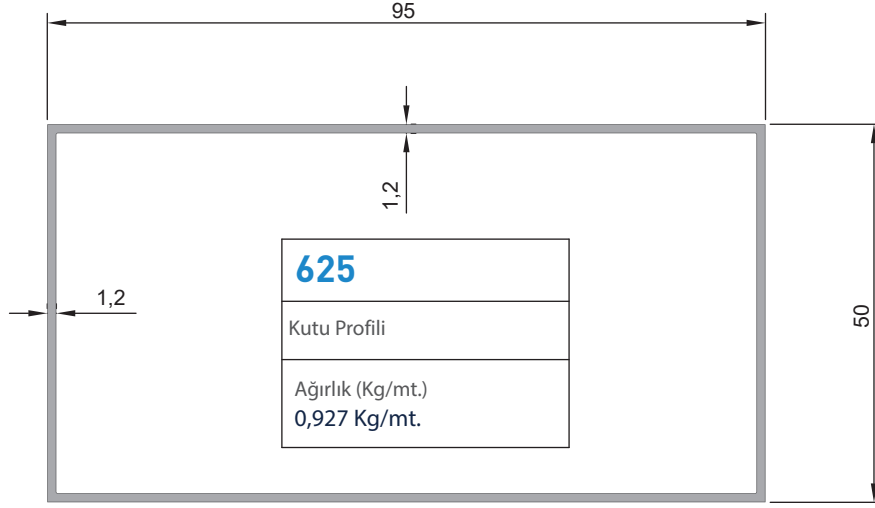 95
1,2
625
1,2
50
Kutu Profili
Ağırlık (Kg/mt.)
0,927 Kg/mt.